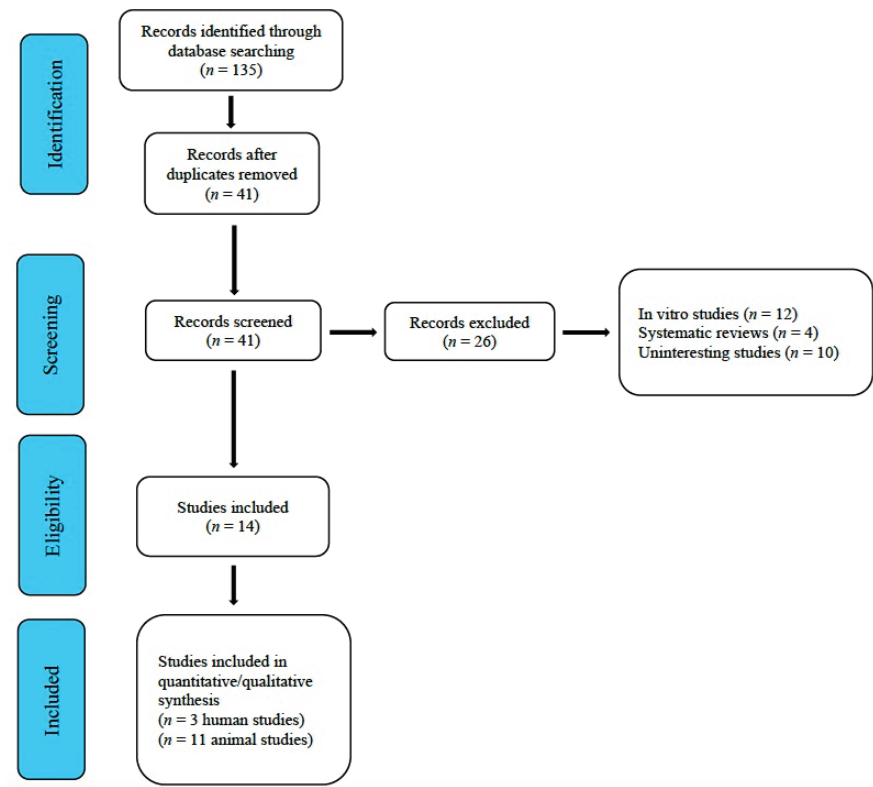 Identification
Records identified through
database searching
(n = 135)
Records after
duplicates removed
(n = 41)
Screening
Records screened
(n = 41)
Records excluded
(n = 26)
In vitro studies (n = 12)
Systematic reviews (n = 4)
Uninteresting studies (n = 10)
Eligibility
Studies included
(n = 14)
Included
Studies included in
quantitative/qualitative
synthesis
(n = 3 human studies)
(n = 11 animal studies)